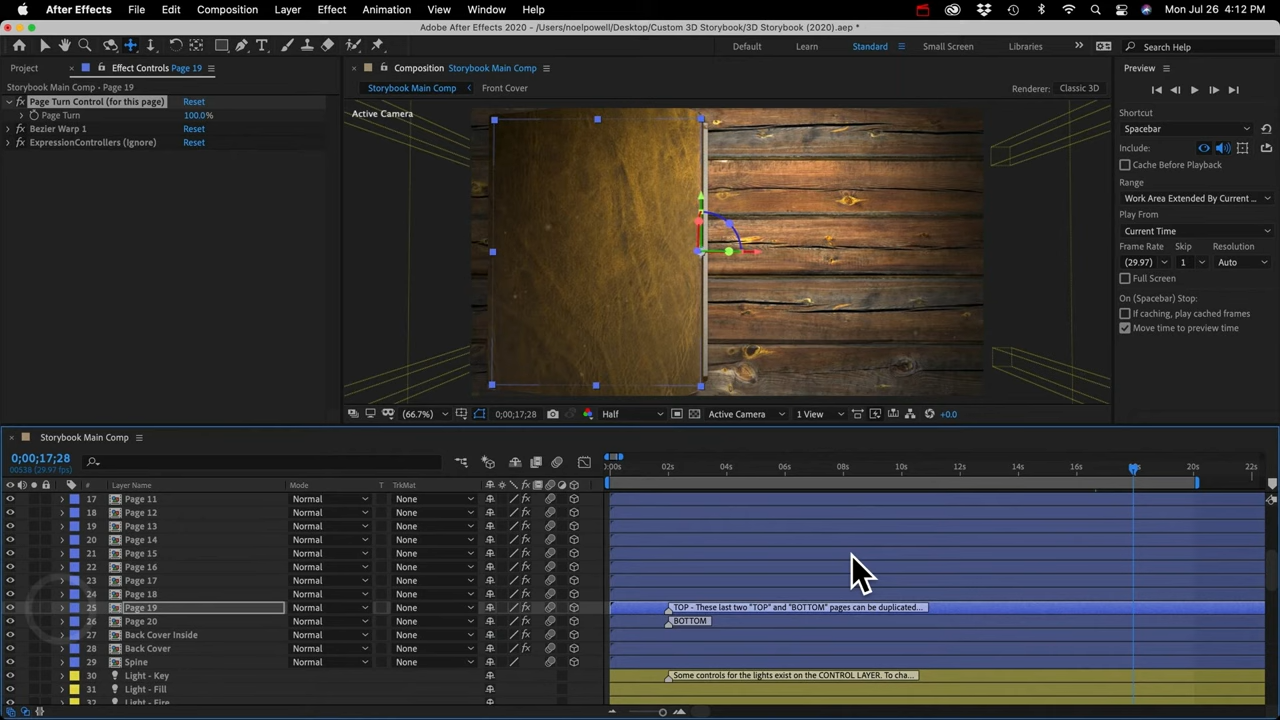 After Effects File Edit Composition Layer Effect Animation View Window Help Mon Jul 26 4:12 PM
Adobe After Effects 2020 - /Users/noelpowell/Desktop/Custom 3D Storybook/3D Storybook (2020).aep *
Default Learn Standard Small Screen Libraries Search Help
Project Effect Controls Page 19 Composition Storybook Main Comp Preview
Storybook Main Comp • Page 19 Storybook Main Comp Front Cover Renderer: Classic 3D
fx Page Turn Control (for this page) Reset
Page Turn 100.0%
fx Bezier Warp 1 Reset
fx ExpressionControllers (Ignore) Reset
Active Camera
Shortcut
Spacebar
Include:
Cache Before Playback
Range
Work Area Extended By Current ...
Play From
Current Time
Frame Rate Skip Resolution
(29.97) 1 Auto
Full Screen
On (Spacebar) Stop:
If caching, play cached frames
Move time to preview time
(66.7%) 0;00;17;28 Half Active Camera 1 View +0.0
Storybook Main Comp
0;00;17;28
00538 (29.97 fps)
:00s 02s 04s 06s 08s 10s 12s 14s 16s 18s 20s 22s
# Layer Name Mode T TrkMat
17 Page 11 Normal None
18 Page 12 Normal None
19 Page 13 Normal None
20 Page 14 Normal None
21 Page 15 Normal None
22 Page 16 Normal None
23 Page 17 Normal None
24 Page 18 Normal None
25 Page 19 Normal None TOP - These last two "TOP" and "BOTTOM" pages can be duplicated...
26 Page 20 Normal None BOTTOM
27 Back Cover Inside Normal None
28 Back Cover Normal None
29 Spine Normal None
30 Light - Key Some controls for the lights exist on the CONTROL LAYER. To cha...
31 Light - Fill
32 Light - Fire